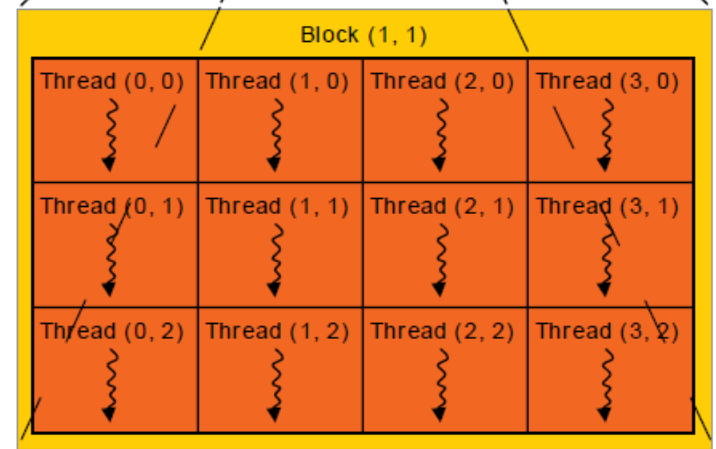 Block (1, 1)
Thread (0, 0) Thread (1, 0) Thread (2, 0) Thread (3, 0)
Thread (0, 1) Thread (1, 1) Thread (2, 1) Thread (3, 1)
Thread (0, 2) Thread (1, 2) Thread (2, 2) Thread (3, 2)